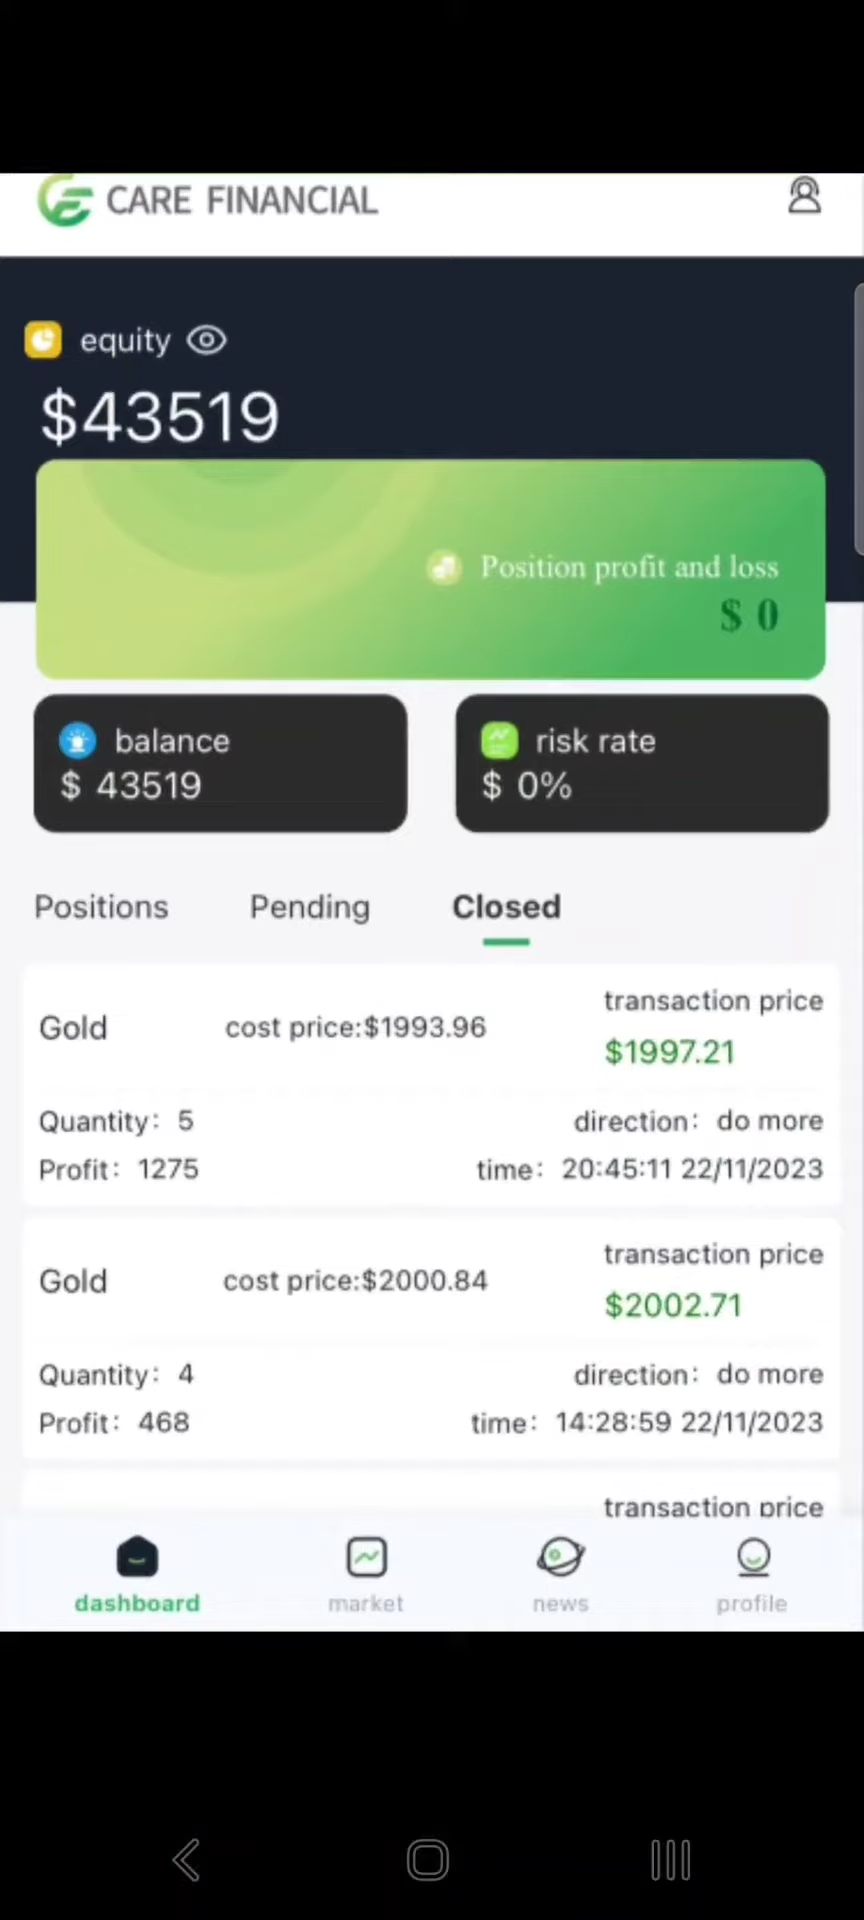 CARE FINANCIAL
equity
$43519
Position profit and loss
$ 0
balance
$ 43519
risk rate
$ 0%
Positions Pending Closed
Gold cost price:$1993.96 transaction price
$1997.21
Quantity: 5 direction: do more
Profit: 1275 time: 20:45:11 22/11/2023
Gold cost price:$2000.84 transaction price
$2002.71
Quantity: 4 direction: do more
Profit: 468 time: 14:28:59 22/11/2023
transaction price
dashboard market news profile